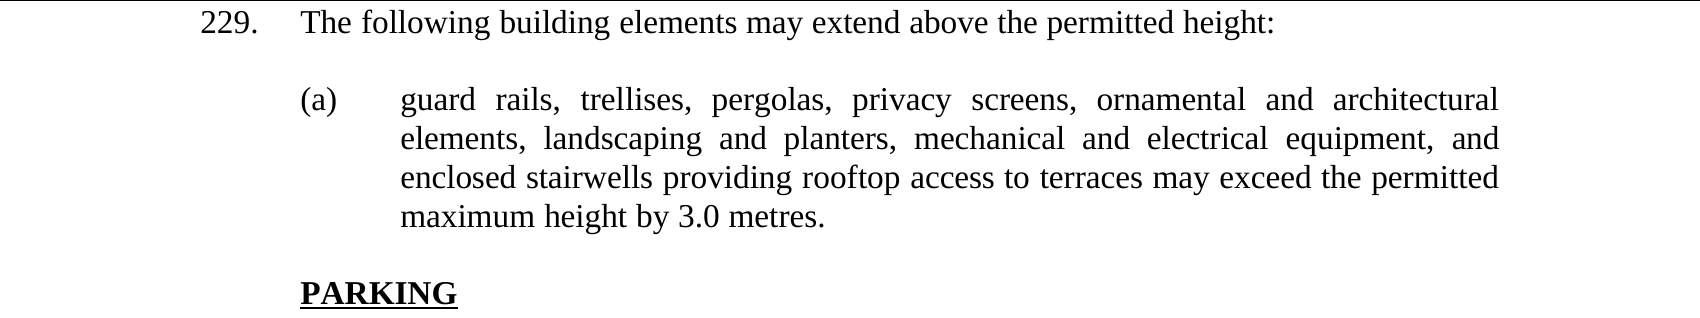 229. The following building elements may extend above the permitted height:
(a) guard rails, trellises, pergolas, privacy screens, ornamental and architectural
elements, landscaping and planters, mechanical and electrical equipment, and
enclosed stairwells providing rooftop access to terraces may exceed the permitted
maximum height by 3.0 metres.
PARKING